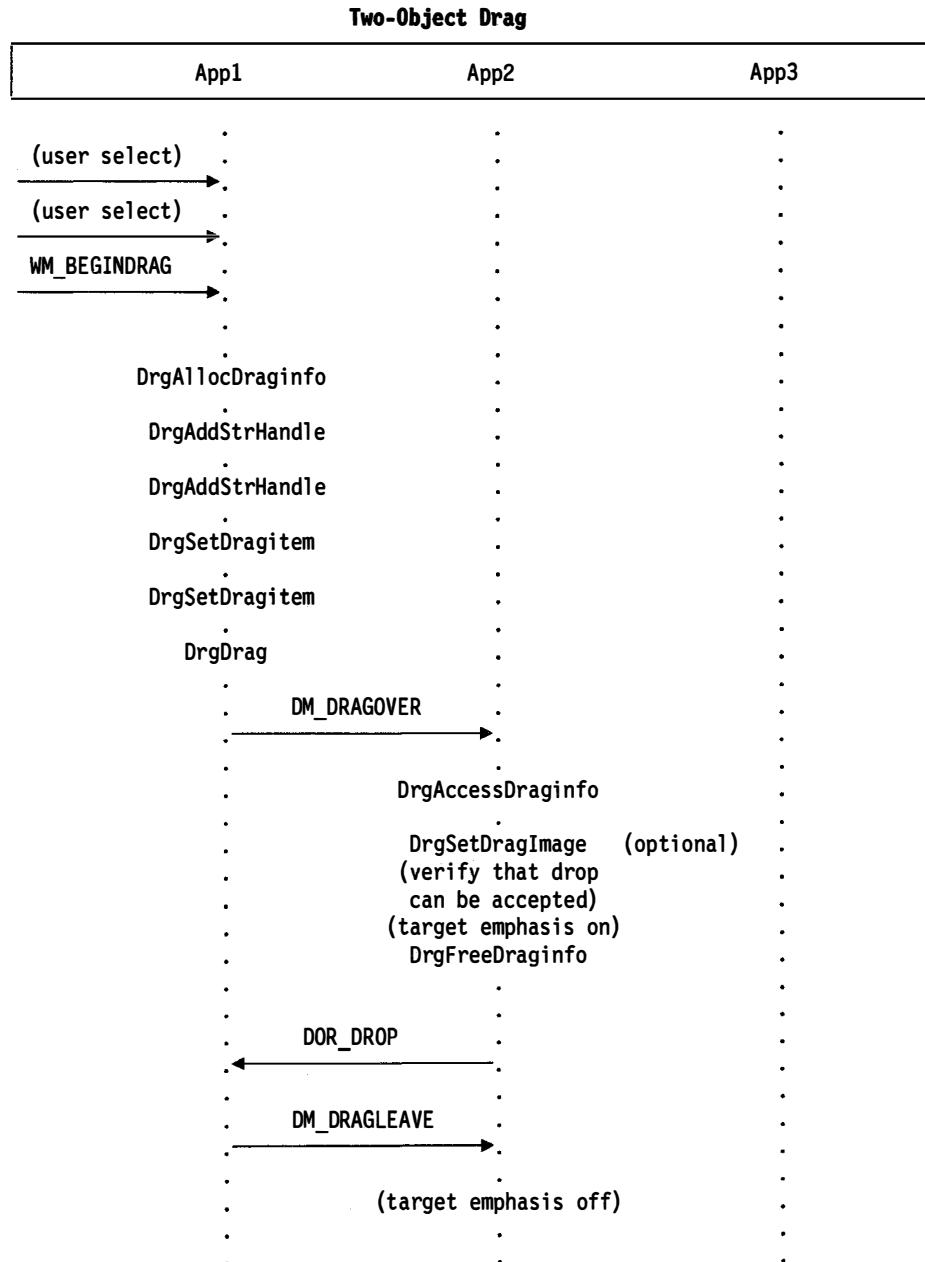 Two-Object Drag
App1 App2 App3
(user select)
(user select)
WM_BEGINDRAG
DrgAllocDraginfo
DrgAddStrHandle
DrgAddStrHandle
DrgSetDragitem
DrgSetDragitem
DrgDrag
DM_DRAGOVER
DrgAccessDraginfo
DrgSetDragImage (optional)
(verify that drop
can be accepted)
(target emphasis on)
DrgFreeDraginfo
DOR_DROP
DM_DRAGLEAVE
(target emphasis off)